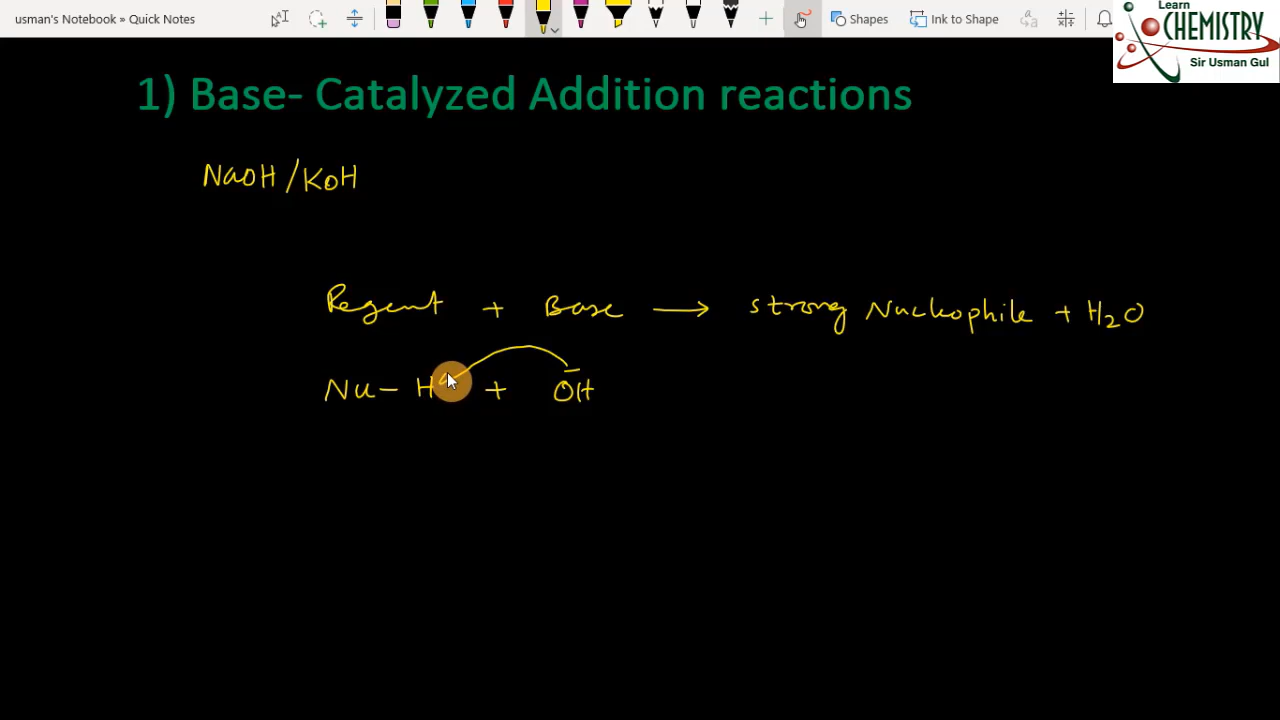 usman's Notebook » Quick Notes
Shapes
Ink to Shape
Learn
CHEMISTRY
Sir Usman Gul
1) Base- Catalyzed Addition reactions
NaOH/KOH
Regent + Base → strong Nucleophile + H₂O
Nu- H + ŌH